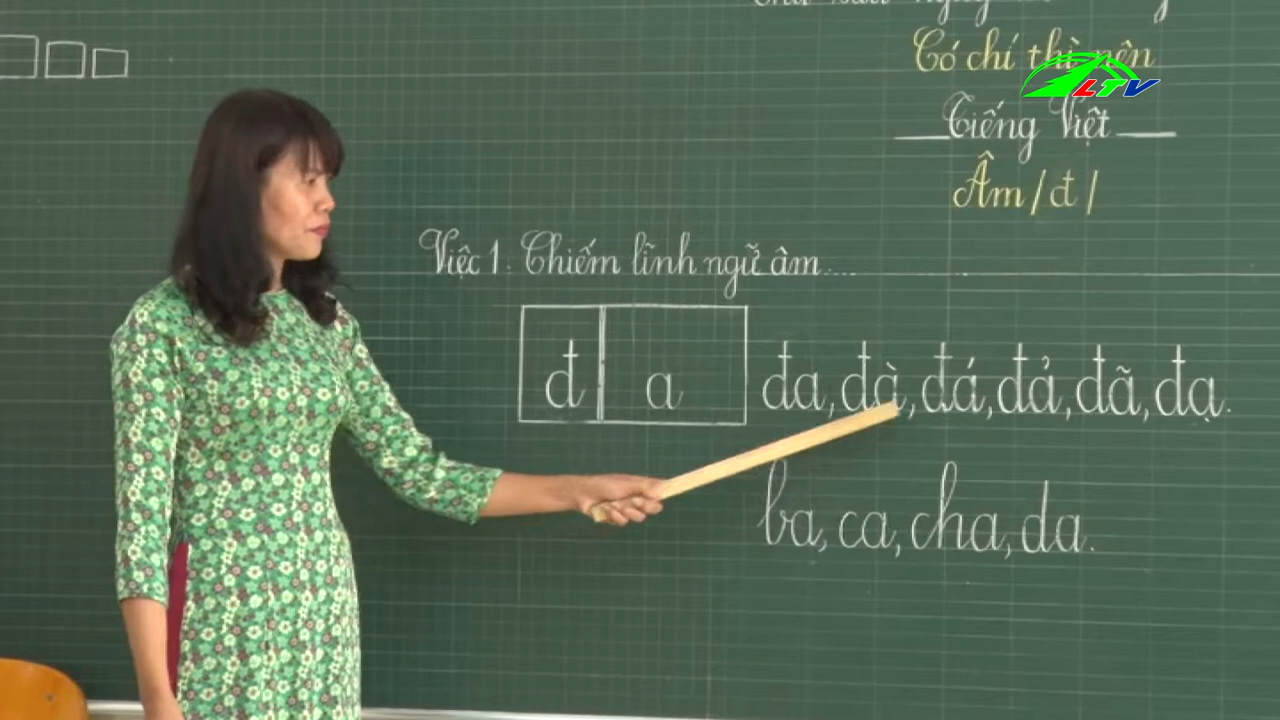 Có chí thì nên
LTV
Tiếng Việt
Âm /đ/
Việc 1: Chiếm lĩnh ngữ âm....
đ a đa, đà, đá, đả, đã, đạ.
ba, ca, cha, da.